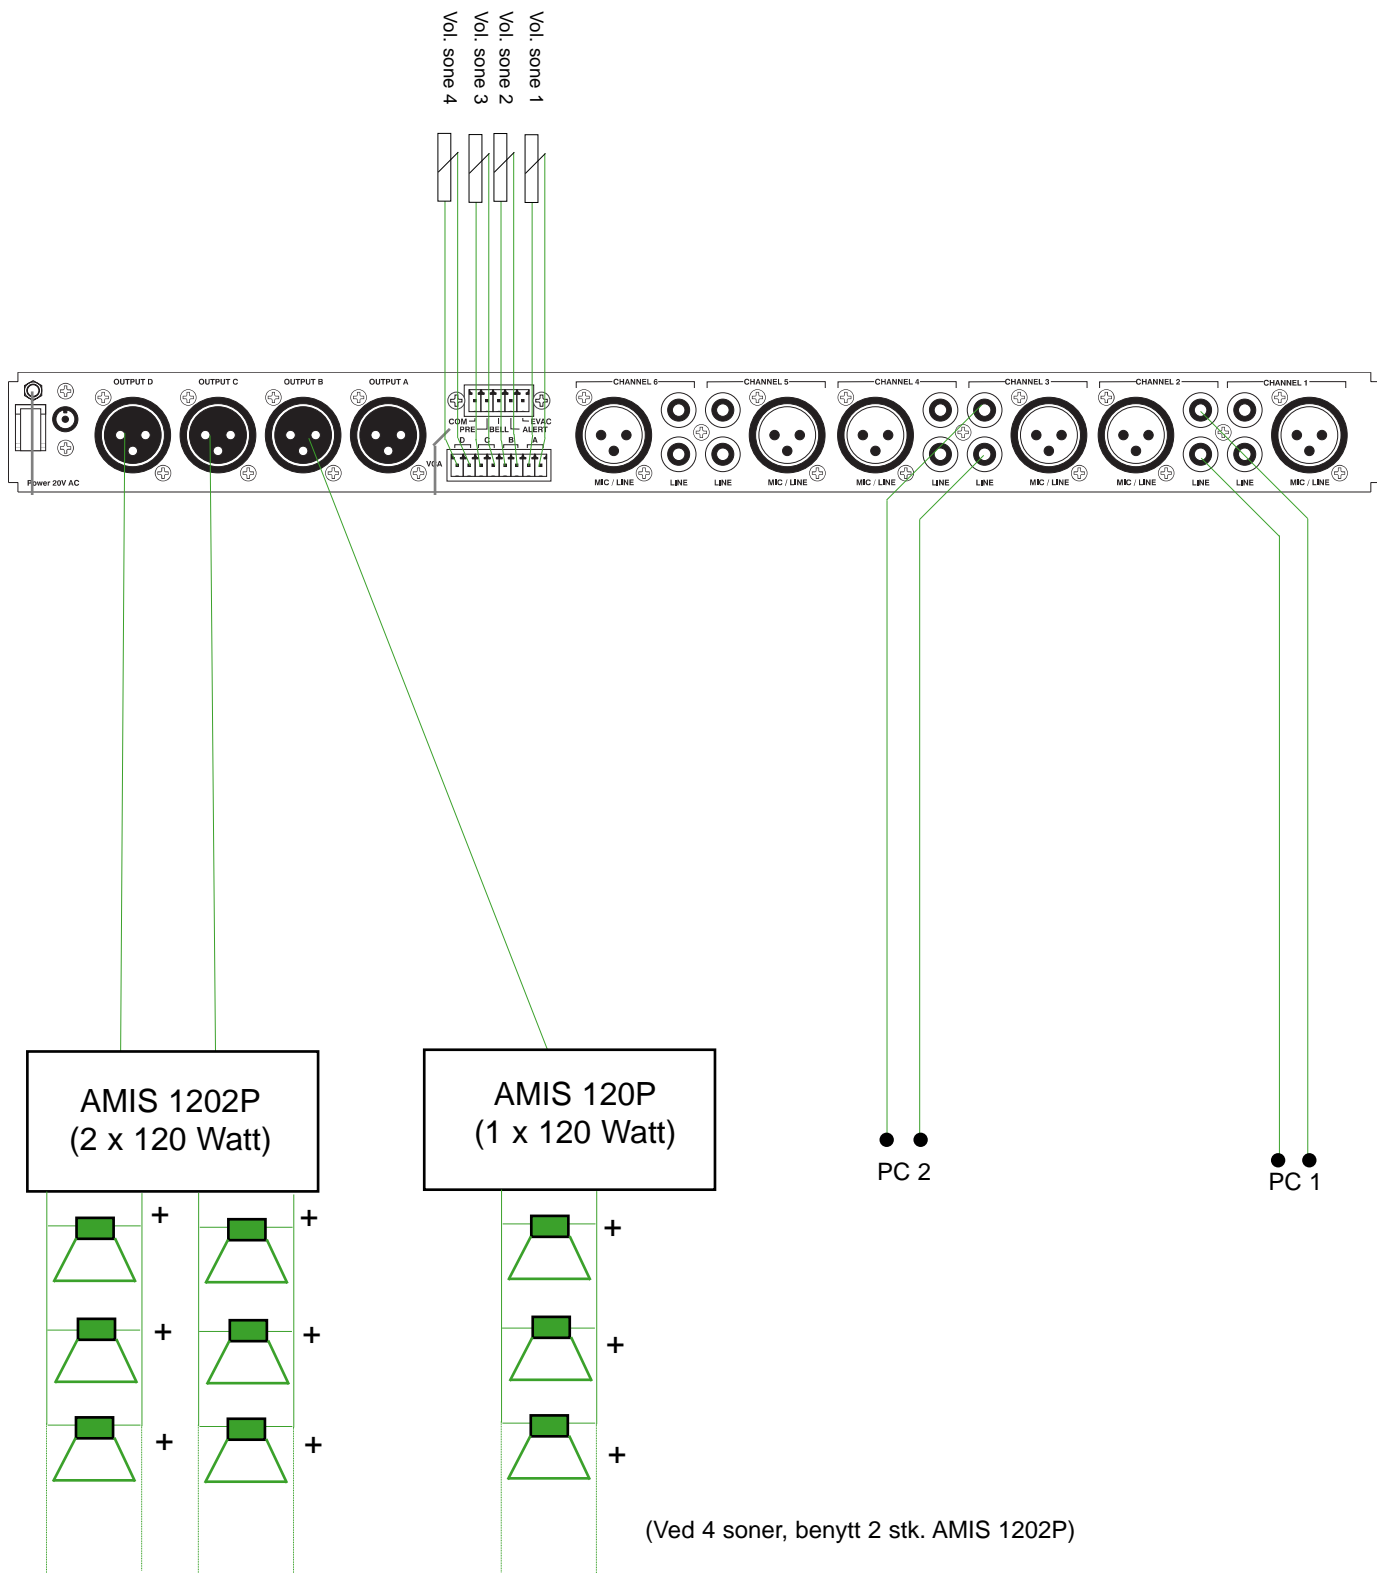 Vol. sone 4
Vol. sone 3
Vol. sone 2
Vol. sone 1
OUTPUT D
OUTPUT C
OUTPUT B
OUTPUT A
CHANNEL 6
CHANNEL 5
CHANNEL 4
CHANNEL 3
CHANNEL 2
CHANNEL 1
COM
EVAC
PRE
BELL
ALERT
D
C
B
A
VCA
Power 20V AC
MIC / LINE
LINE
LINE
MIC / LINE
MIC / LINE
LINE
LINE
MIC / LINE
MIC / LINE
LINE
LINE
MIC / LINE
AMIS 1202P
(2 x 120 Watt)
AMIS 120P
(1 x 120 Watt)
PC 2
PC 1
+
+
+
+
+
+
+
+
+
(Ved 4 soner, benytt 2 stk. AMIS 1202P)